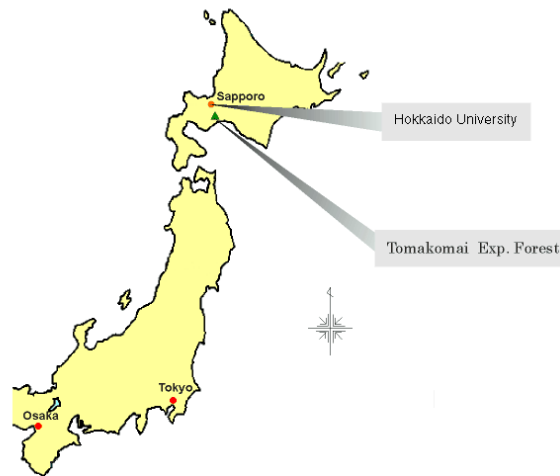 Sapporo
Hokkaido University
Tomakomai Exp. Forest
Tokyo
Osaka